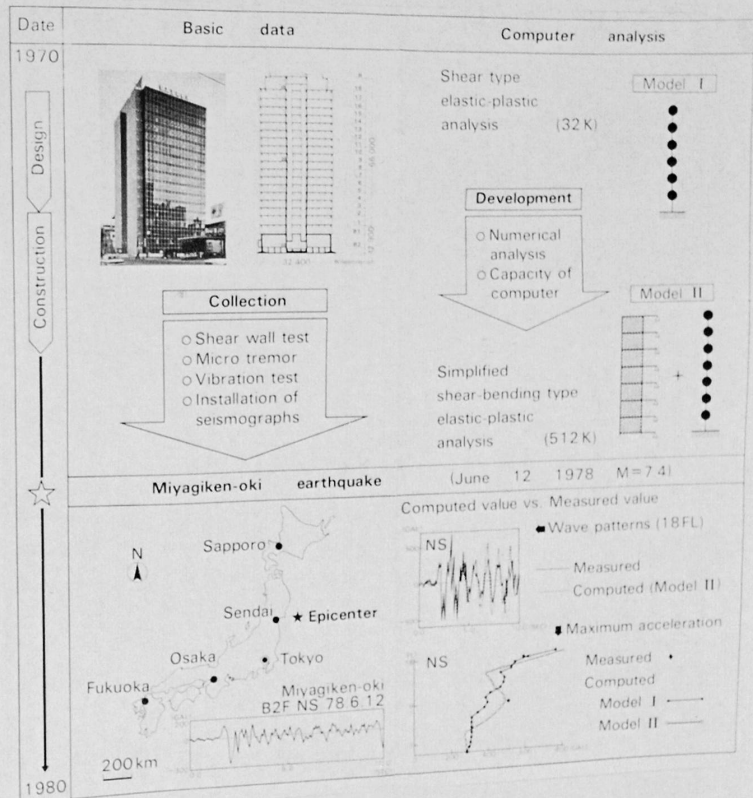 Date
Basic data
Computer analysis
1970
Design
Construction
Shear type
elastic-plastic
analysis (32K)
Model I
Development
○ Numerical
analysis
○ Capacity of
computer
Collection
○ Shear wall test
○ Micro tremor
○ Vibration test
○ Installation of
seismographs
Model II
+
Simplified
shear-bending type
elastic-plastic
analysis (512K)
Miyagiken-oki earthquake (June 12 1978 M=7.4)
N
Sapporo
Sendai
★ Epicenter
Osaka
Tokyo
Fukuoka
Miyagiken-oki
B2F NS 78.6.12
200km
Computed value vs. Measured value
NS
Wave patterns (18FL)
Measured
Computed (Model II)
Maximum acceleration
NS
Measured
Computed
Model I
Model II
1980